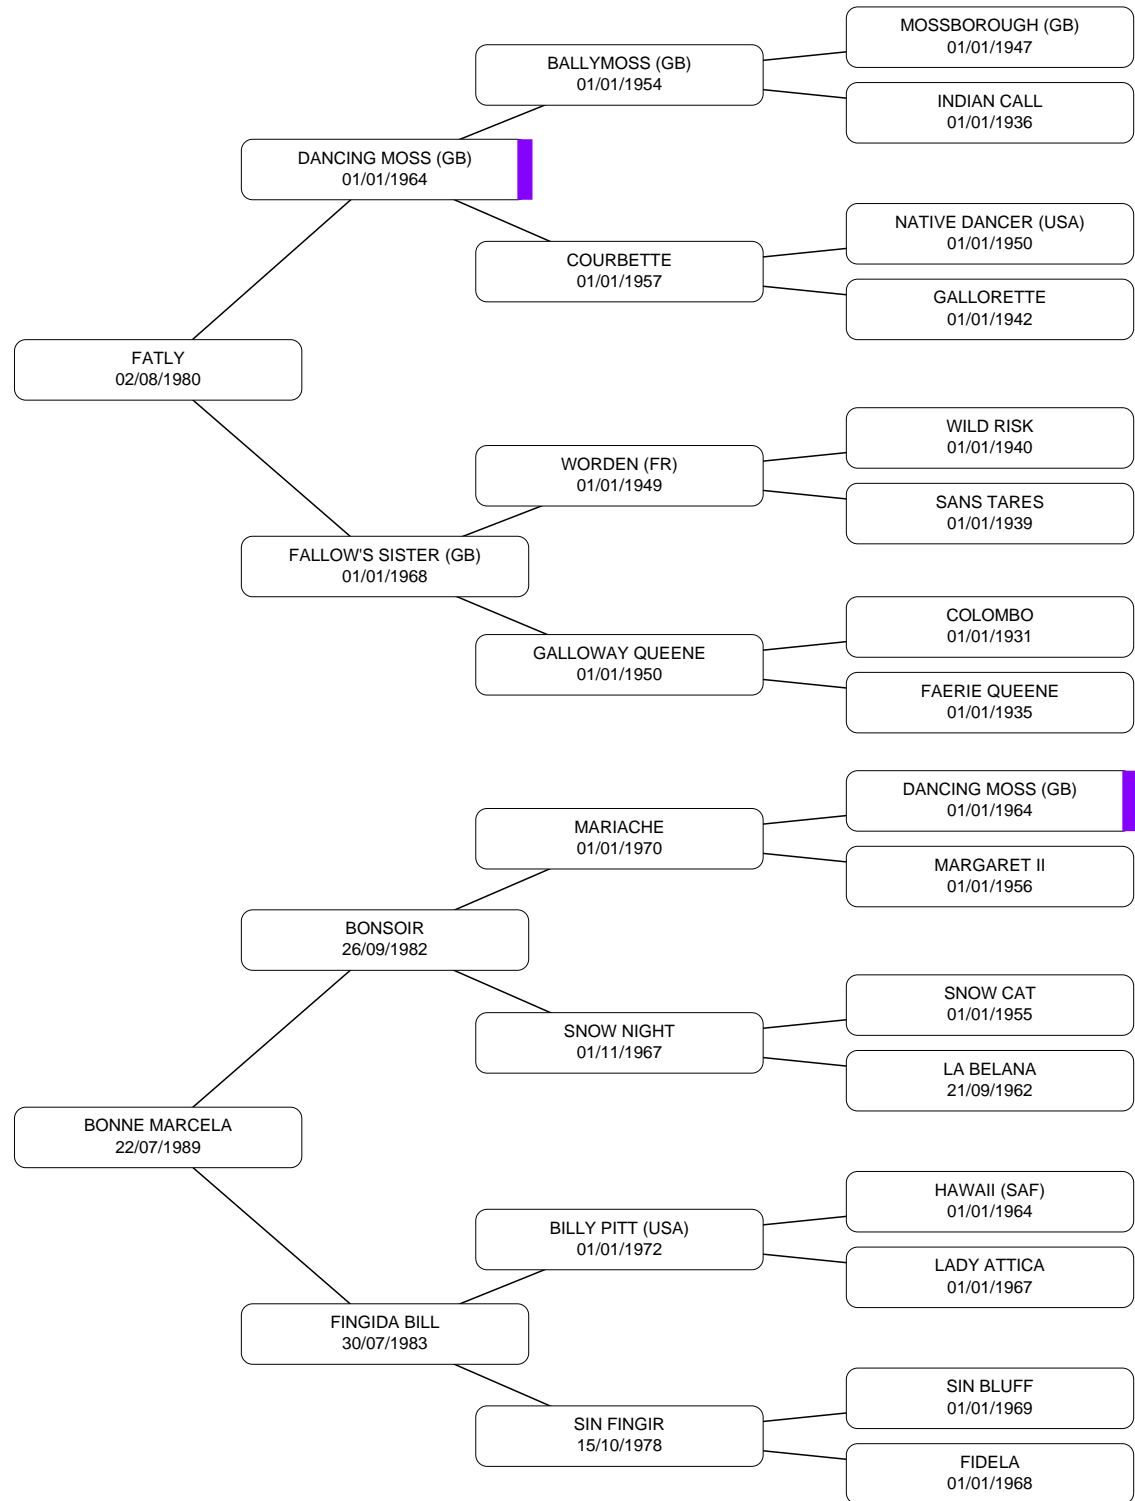 MOSSBOROUGH (GB)
01/01/1947
BALLYMOSS (GB)
01/01/1954
INDIAN CALL
01/01/1936
DANCING MOSS (GB)
01/01/1964
NATIVE DANCER (USA)
01/01/1950
COURBETTE
01/01/1957
GALLORETTE
01/01/1942
FATLY
02/08/1980
WILD RISK
01/01/1940
WORDEN (FR)
01/01/1949
SANS TARES
01/01/1939
FALLOW'S SISTER (GB)
01/01/1968
COLOMBO
01/01/1931
GALLOWAY QUEENE
01/01/1950
FAERIE QUEENE
01/01/1935
DANCING MOSS (GB)
01/01/1964
MARIACHE
01/01/1970
MARGARET II
01/01/1956
BONSOIR
26/09/1982
SNOW CAT
01/01/1955
SNOW NIGHT
01/11/1967
LA BELANA
21/09/1962
BONNE MARCELA
22/07/1989
HAWAII (SAF)
01/01/1964
BILLY PITT (USA)
01/01/1972
LADY ATTICA
01/01/1967
FINGIDA BILL
30/07/1983
SIN BLUFF
01/01/1969
SIN FINGIR
15/10/1978
FIDELA
01/01/1968